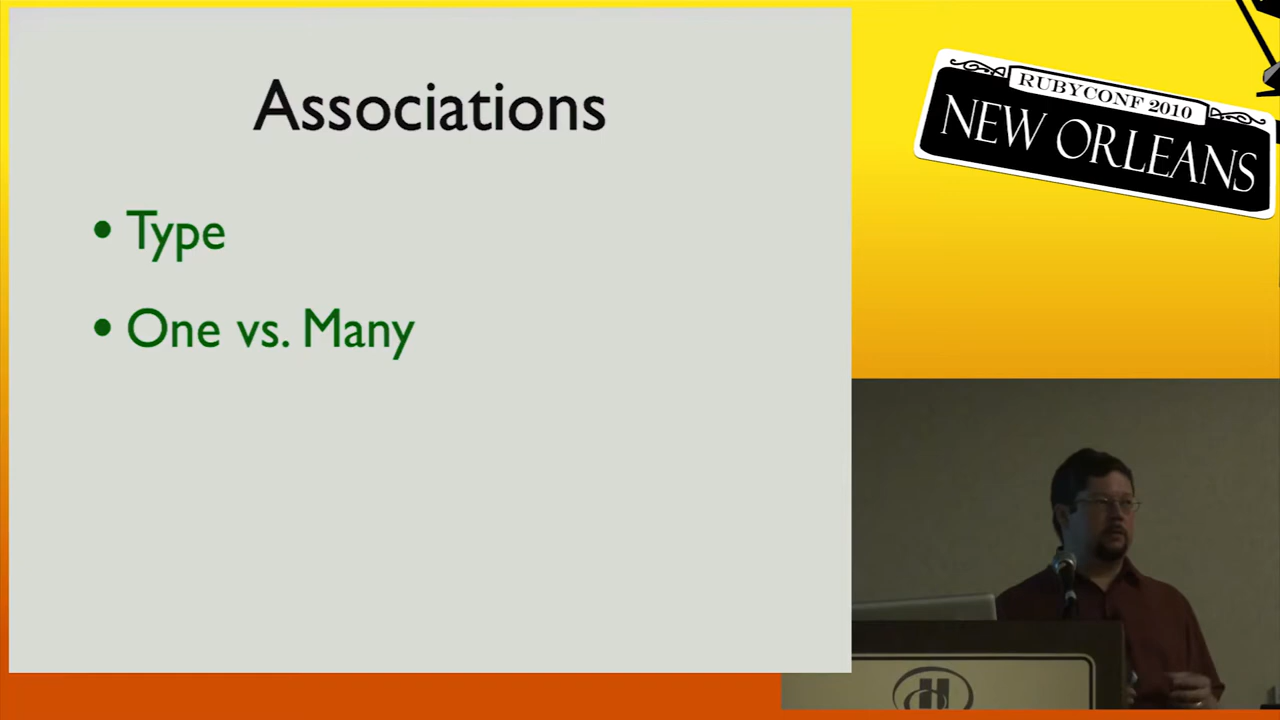 Associations
• Type
• One vs. Many
RUBYCONF 2010
NEW ORLEANS